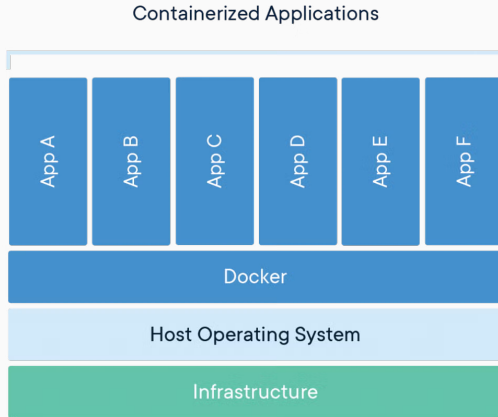 Containerized Applications
App A
App B
App C
App D
App E
App F
Docker
Host Operating System
Infrastructure